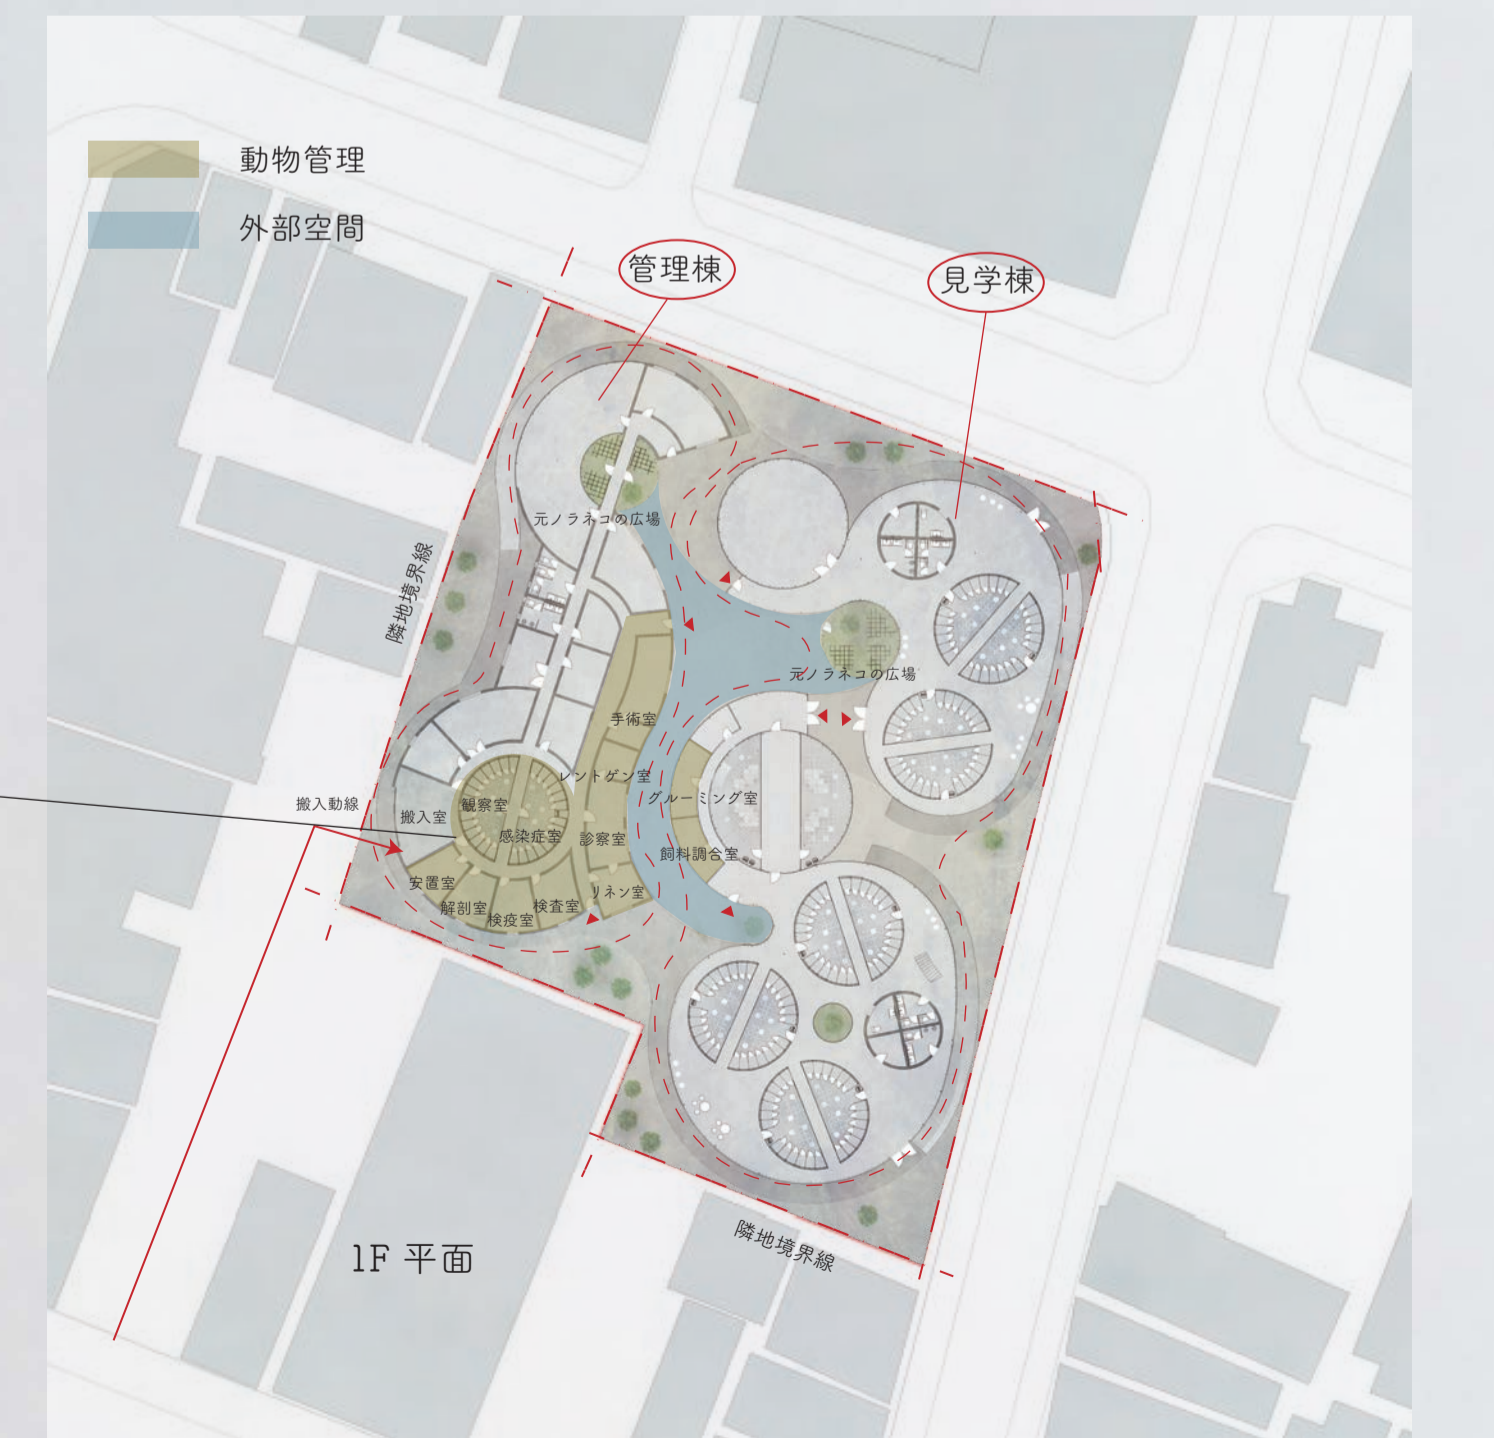 動物管理
外部空間
管理棟
見学棟
元ノラネコの広場
隣地境界線
元ノラネコの広場
手術室
レントゲン室
グルーミング室
搬入動線
観察室
搬入室
感染症室
診察室
飼料調合室
安置室
リネン室
解剖室
検査室
検疫室
隣地境界線
1F 平面